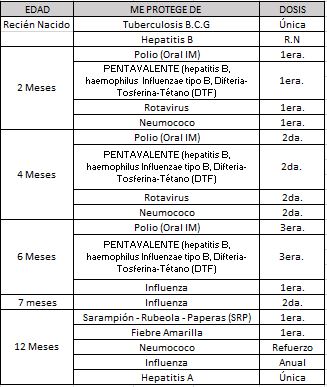 EDAD ME PROTEGE DE DOSIS
Recién Nacido Tuberculosis B.C.G Única
Hepatitis B R.N
2 Meses
Polio (Oral IM) 1era.
PENTAVALENTE (hepatitis B,
haemophilus Influenzae tipo B, Difteria-
Tosferina-Tétano (DTF) 1era.
Rotavirus 1era.
Neumococo 1era.
4 Meses
Polio (Oral IM) 2da.
PENTAVALENTE (hepatitis B,
haemophilus Influenzae tipo B, Difteria-
Tosferina-Tétano (DTF) 2da.
Rotavirus 2da.
Neumococo 2da.
6 Meses
Polio (Oral IM) 3era.
PENTAVALENTE (hepatitis B,
haemophilus Influenzae tipo B, Difteria-
Tosferina-Tétano (DTF) 3era.
Influenza 1era.
7 meses Influenza 2da.
12 Meses
Sarampión - Rubeola - Paperas (SRP) 1era.
Fiebre Amarilla 1era.
Neumococo Refuerzo
Influenza Anual
Hepatitis A Única